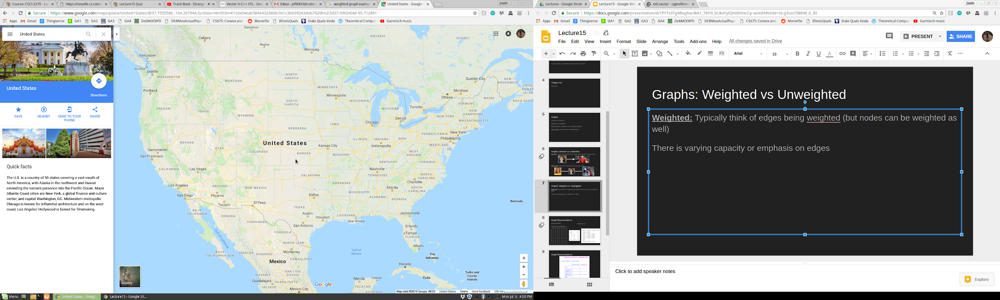 Course: CSCI 2270 - La
https://moodle.cs.color
Lecture15 Quiz
Trash Boat - Strange
Vector in C++ STL - Gee
Inbox - jefi8453@colora
weighted graph examp
United States - Google
Jessie
Secure https://www.google.com/maps/place/United+States/@37.7550586,-104.267944,5z/data=!4m5!3m4!1s0x54eab584e432360b:0x1c3bb99243deb742!8m2!3d37.09024!4d-95.712891
Apps Gmail Thingiverse GA1 GA2 GA3 GA4 DebMOOIPD DEBMooActualPape CS675: Convex and Marvel5e IllinoisQuals Duke Quals kinda Theoretical Comput Garmisch music
United States
United States
Directions
SAVE
NEARBY
SEND TO YOUR
PHONE
SHARE
Photos
Quick facts
The U.S. is a country of 50 states covering a vast swath of
North America, with Alaska in the northwest and Hawaii
extending the nation's presence into the Pacific Ocean. Major
Atlantic Coast cities are New York, a global finance and culture
center, and capital Washington, DC. Midwestern metropolis
Chicago is known for influential architecture and on the west
coast, Los Angeles' Hollywood is famed for filmmaking.
Saskatoon
Calgary
Regina
Winnipeg
ONTARIO
QUEBEC
Vancouver
Victoria
Seattle
WASHINGTON
MONTANA
NORTH
DAKOTA
MINNESOTA
Quebec City
NEW
BRUNSWICK
PRINC
EDWAR
ISLAN
Portland
Minneapolis
Ottawa
Montreal
MAINE
NOVA SCOT
SOUTH
DAKOTA
WISCONSIN
VERMONT
OREGON
IDAHO
WYOMING
MICHIGAN
Toronto
NEW
HAMPSHIRE
NEW YORK
MASSACHUSETTS
Detroit
Chicago
CT
RI
IOWA
NEBRASKA
PENNSYLVANIA
New York
Philadelphia
NJ
ILLINOIS
INDIANA
OHIO
NEVADA
UTAH
United States
Kansas City
Indianapolis
MARYLAND
DE
Sacramento
San Francisco
COLORADO
KANSAS
MISSOURI
WEST
VIRGINIA
KENTUCKY
VIRGINIA
CALIFORNIA
Las Vegas
Nashville
TENNESSEE
OKLAHOMA
NORTH
CAROLINA
Charlotte
ARKANSAS
Los Angeles
ARIZONA
NEW MEXICO
Atlanta
SOUTH
CAROLINA
MISSISSIPPI
San Diego
Phoenix
Dallas
ALABAMA
GEORGIA
Tucson
El Paso
Bermuda
TEXAS
BAJA
CALIFORNIA
SONORA
Austin
Houston
LOUISIANA
New Orleans
Jacksonville
CHIHUAHUA
San Antonio
Orlando
Tampa
FLORIDA
COAHUILA
Gulf of California
NUEVO LEON
Miami
Monterrey
Gulf of
Mexico
BAJA
CALIFORNIA SUR
SINALOA
DURANGO
TAMAULIPAS
The
Bahamas
Mexico
Havana
SAN LUIS
POTOSI
NAYARIT
Cuba
Turks and
Caicos
Islands
Mérida
Cancún
Guadalajara
GUANAJUATO
JALISCO
YUCATAN
Mexico City
CAMPECHE
QUINTANA
Satellite
Google
Map data ©2018 Google, INEGI United States Terms Send feedback 200 mi
Menu
United States - Googl...
Lecture15 - Google Sli...
Mon Jul 9, 4:00 PM
Lectures - Google Drive
Lecture15 - Google Slid
std::vector - cppreferen
Jessie
Secure https://docs.google.com/presentation/d/1PY7s3Tg4Bvg6oc4kA1_7Kh9_bUkoYyIQHdtNlxcCp-w/edit#slide=id.g3cecf38848_0_30
Apps Gmail Thingiverse GA1 GA2 GA3 GA4 DebMOOIPD DEBMooActualPape CS675: Convex and Marvel5e IllinoisQuals Duke Quals kinda Theoretical Comput Garmisch music
Lecture15
File Edit View Insert Format Slide Arrange Tools Add-ons Help All changes saved in Drive
PRESENT
SHARE
Arial
18
4
Trying it out
5
Graphs
6
Graphs: Directed vs Undirected
7
Graphs: Weighted vs Unweighted
8
Graph Representations
9
Graph Representations
Graphs: Weighted vs Unweighted
Weighted: Typically think of edges being weighted (but nodes can be weighted as
well)
There is varying capacity or emphasis on edges
Click to add speaker notes
Explore